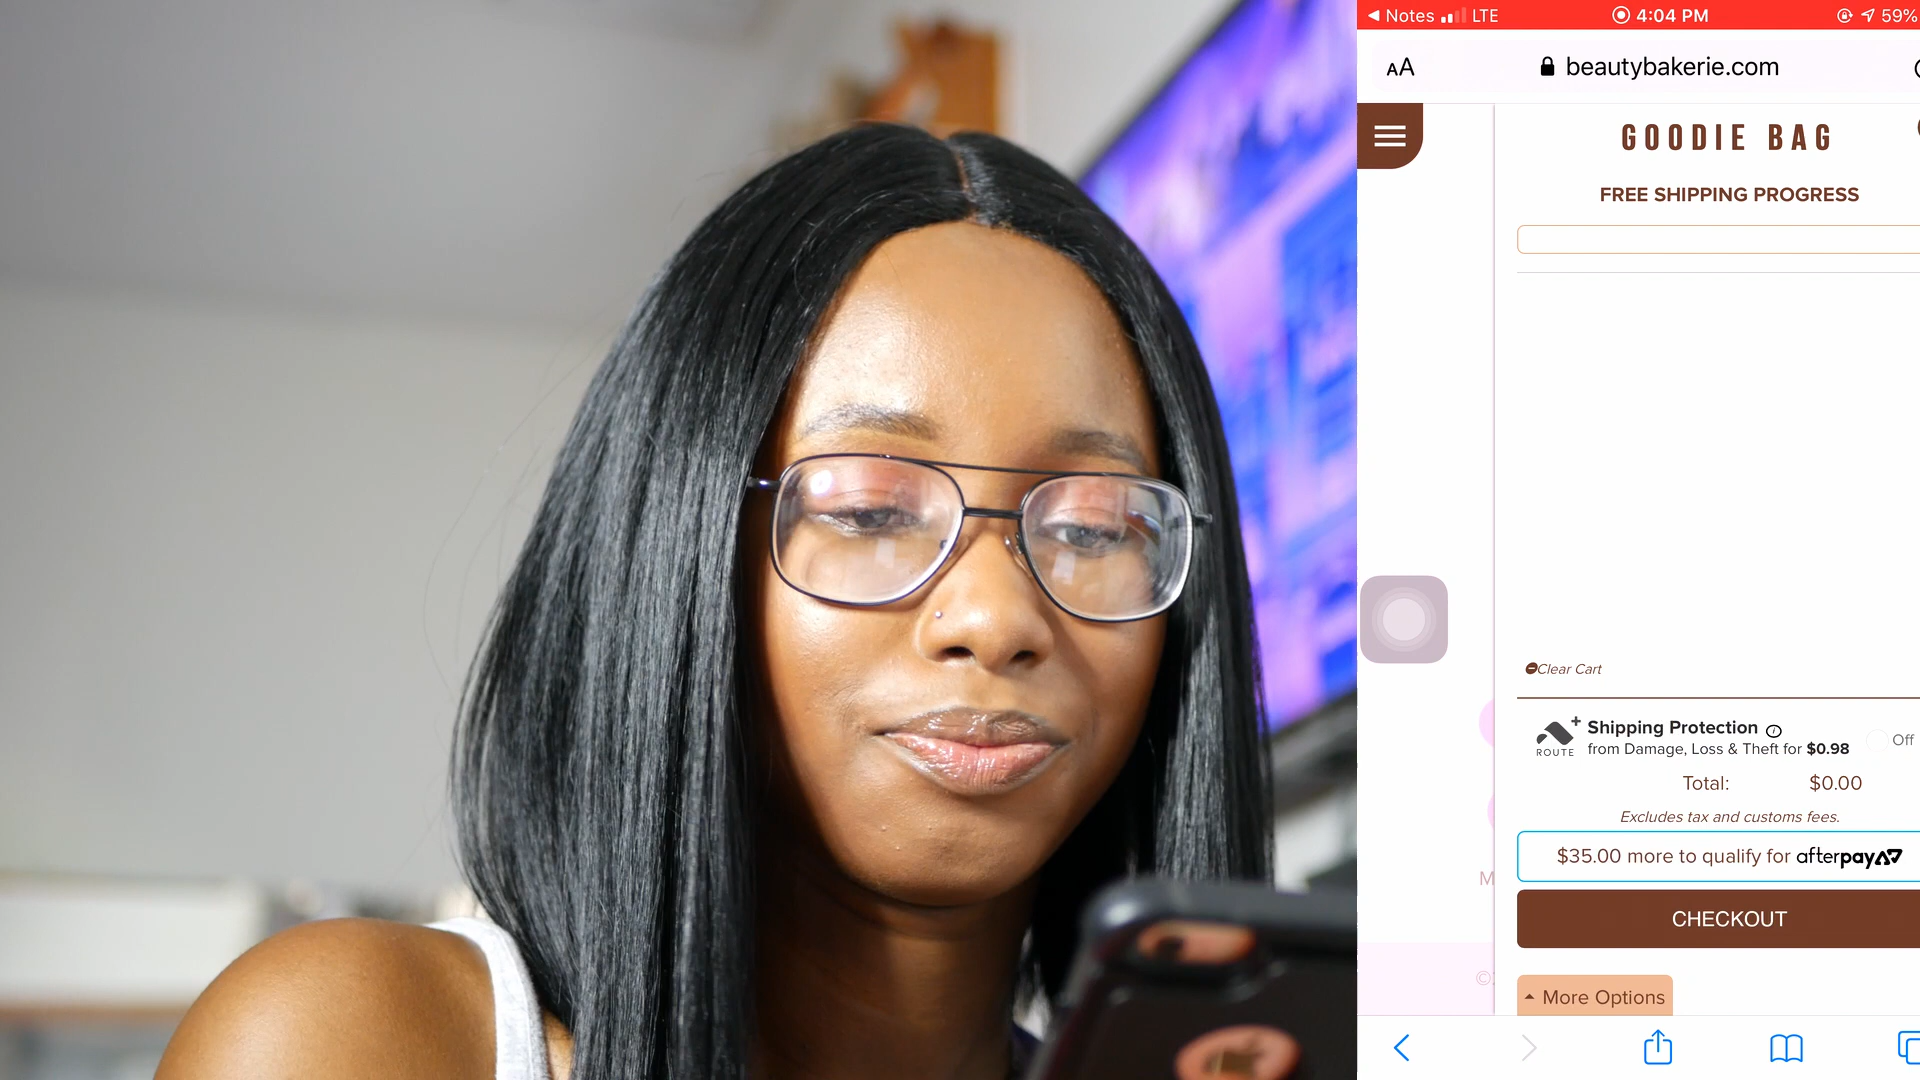 Notes LTE 4:04 PM 59%
AA beautybakerie.com
GOODIE BAG
FREE SHIPPING PROGRESS
Clear Cart
ROUTE
Shipping Protection
from Damage, Loss & Theft for $0.98
Off
Total: $0.00
Excludes tax and customs fees.
$35.00 more to qualify for afterpay
M
CHECKOUT
©
More Options